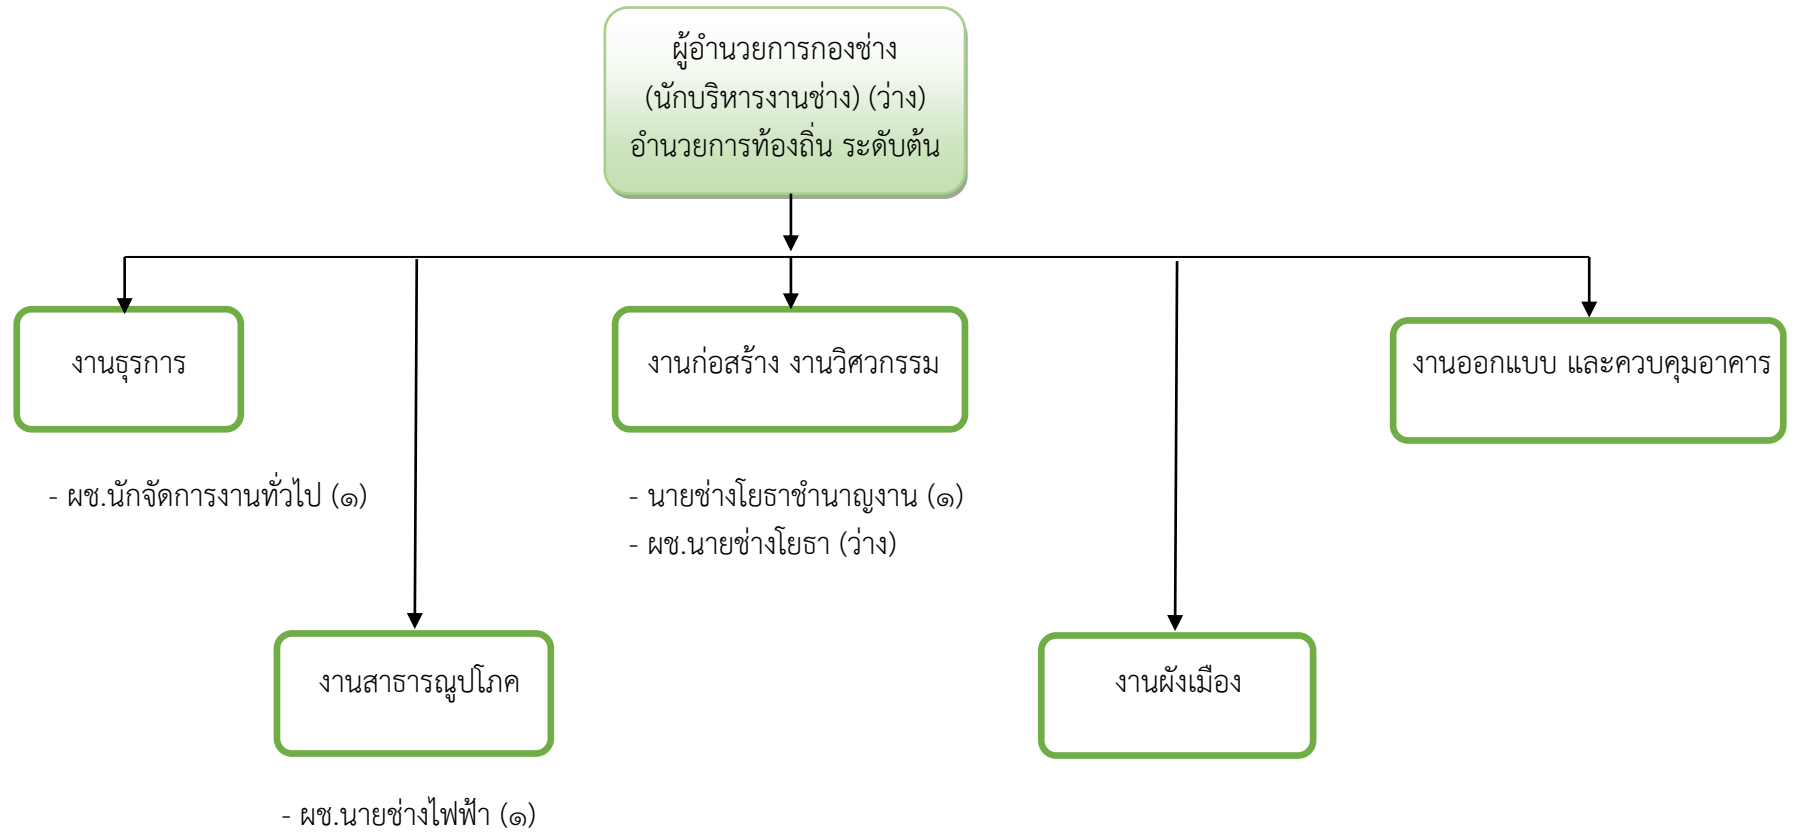 ผู้อำนวยการกองช่าง
(นักบริหารงานช่าง) (ว่าง)
อำนวยการท้องถิ่น ระดับต้น
งานธุรการ
งานก่อสร้าง งานวิศวกรรม
งานออกแบบ และควบคุมอาคาร
- ผช.นักจัดการงานทั่วไป (๑)
- นายช่างโยธาชำนาญงาน (๑)
- ผช.นายช่างโยธา (ว่าง)
งานสาธารณูปโภค
งานผังเมือง
- ผช.นายช่างไฟฟ้า (๑)